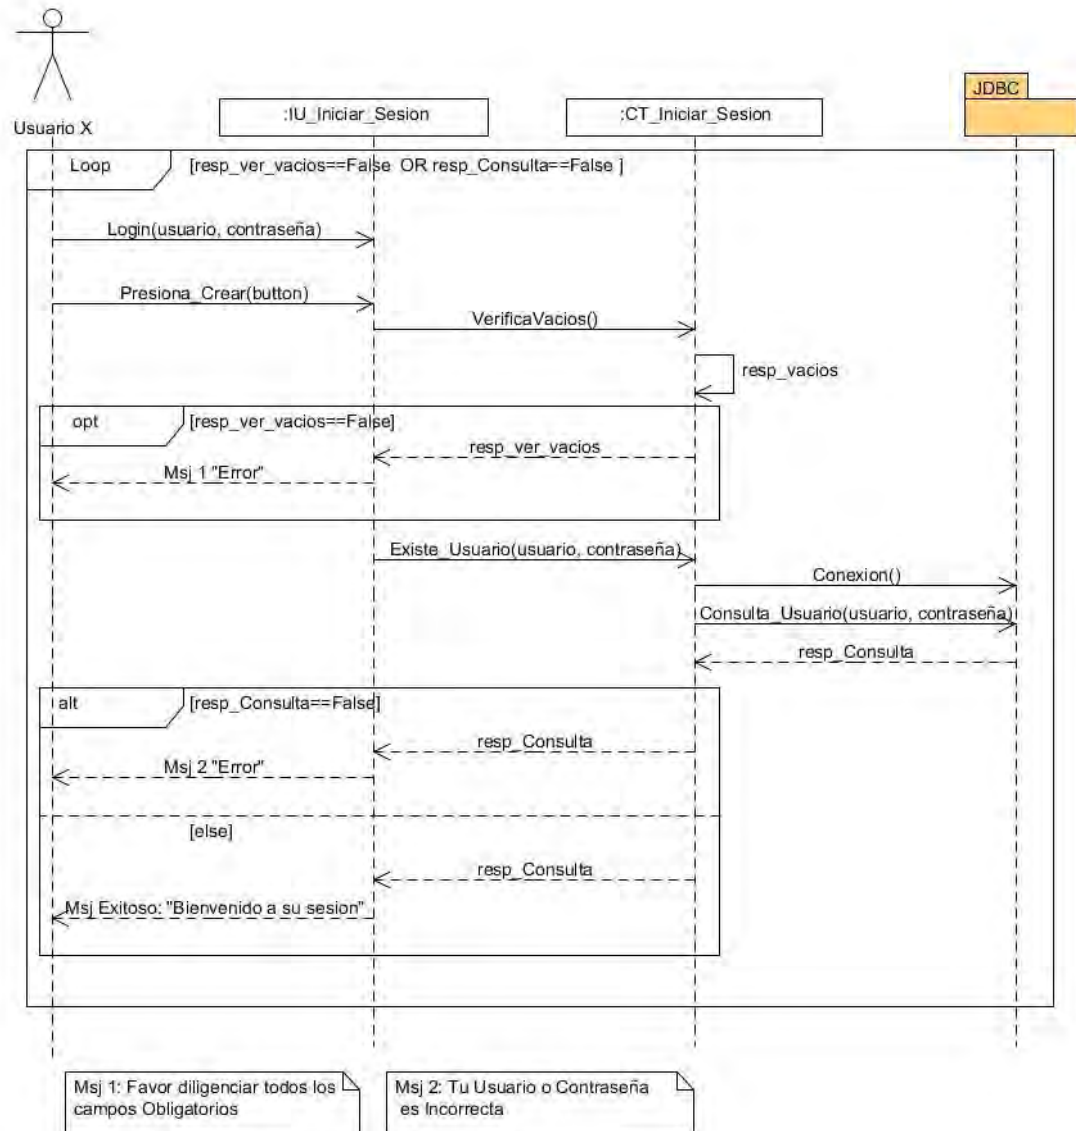 JDBC
:IU_Iniciar_Sesion
:CT_Iniciar_Sesion
Usuario X
Loop
[resp_ver_vacios==False OR resp_Consulta==False ]
Login(usuario, contraseña)
Presiona_Crear(button)
VerificaVacios()
resp_vacios
opt
[resp_ver_vacios==False]
resp_ver_vacios
Msj 1 "Error"
Existe_Usuario(usuario, contraseña)
Conexion()
Consulta_Usuario(usuario, contraseña)
resp_Consulta
alt
[resp_Consulta==False]
resp_Consulta
Msj 2 "Error"
[else]
resp_Consulta
Msj Exitoso: "Bienvenido a su sesion"
Msj 1: Favor diligenciar todos los
campos Obligatorios
Msj 2: Tu Usuario o Contraseña
es Incorrecta